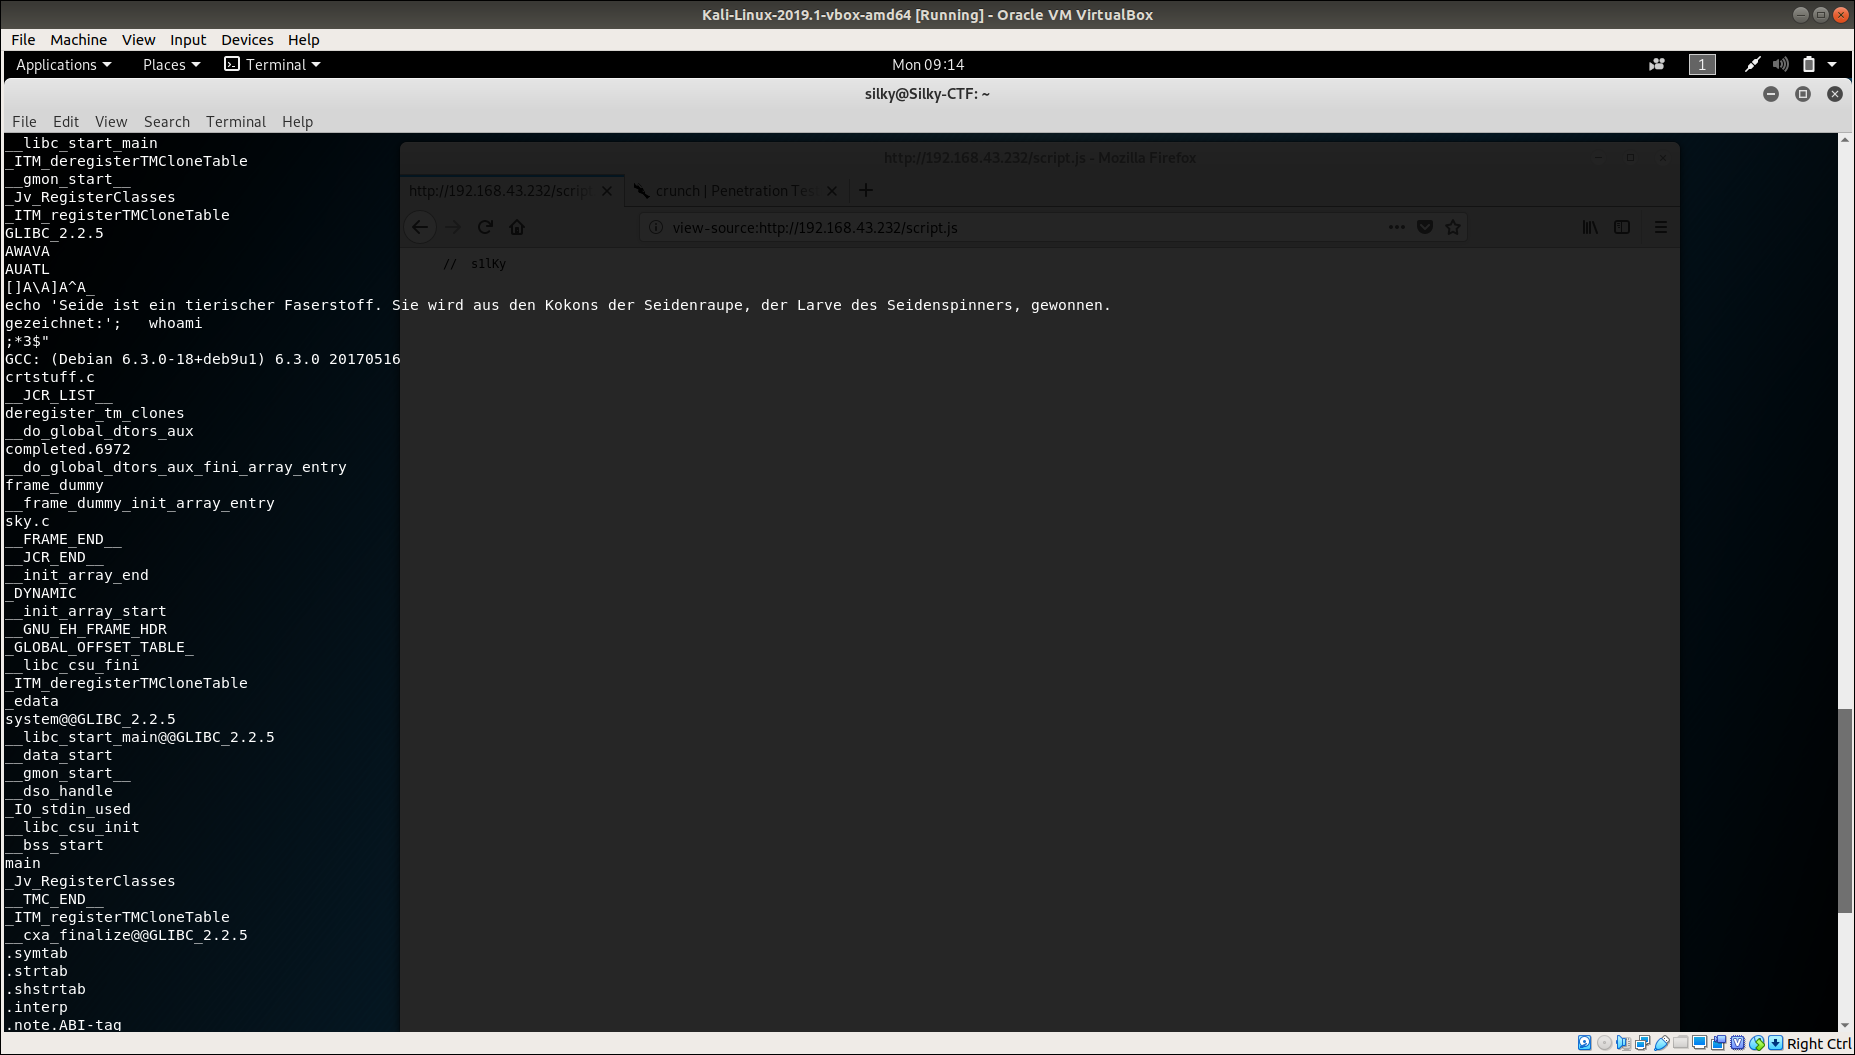 Kali-Linux-2019.1-vbox-amd64 [Running] - Oracle VM VirtualBox
File Machine View Input Devices Help
Applications Places Terminal Mon 09:14 1
silky@Silky-CTF: ~
File Edit View Search Terminal Help
__libc_start_main
_ITM_deregisterTMCloneTable
__gmon_start__
_Jv_RegisterClasses
_ITM_registerTMCloneTable
GLIBC_2.2.5
AWAVA
AUATL
[]A\A]A^A_
echo 'Seide ist ein tierischer Faserstoff. Sie wird aus den Kokons der Seidenraupe, der Larve des Seidenspinners, gewonnen.
gezeichnet:';   whoami
;*3$"
GCC: (Debian 6.3.0-18+deb9u1) 6.3.0 20170516
crtstuff.c
__JCR_LIST__
deregister_tm_clones
__do_global_dtors_aux
completed.6972
__do_global_dtors_aux_fini_array_entry
frame_dummy
__frame_dummy_init_array_entry
sky.c
__FRAME_END__
__JCR_END__
__init_array_end
_DYNAMIC
__init_array_start
__GNU_EH_FRAME_HDR
_GLOBAL_OFFSET_TABLE_
__libc_csu_fini
_ITM_deregisterTMCloneTable
_edata
system@@GLIBC_2.2.5
__libc_start_main@@GLIBC_2.2.5
__data_start
__gmon_start__
__dso_handle
_IO_stdin_used
__libc_csu_init
__bss_start
main
_Jv_RegisterClasses
__TMC_END__
_ITM_registerTMCloneTable
__cxa_finalize@@GLIBC_2.2.5
.symtab
.strtab
.shstrtab
.interp
.note.ABI-tag
http://192.168.43.232/script.js - Mozilla Firefox
http://192.168.43.232/script crunch | Penetration Tes
view-source:http://192.168.43.232/script.js
// s1lKy
Right Ctrl